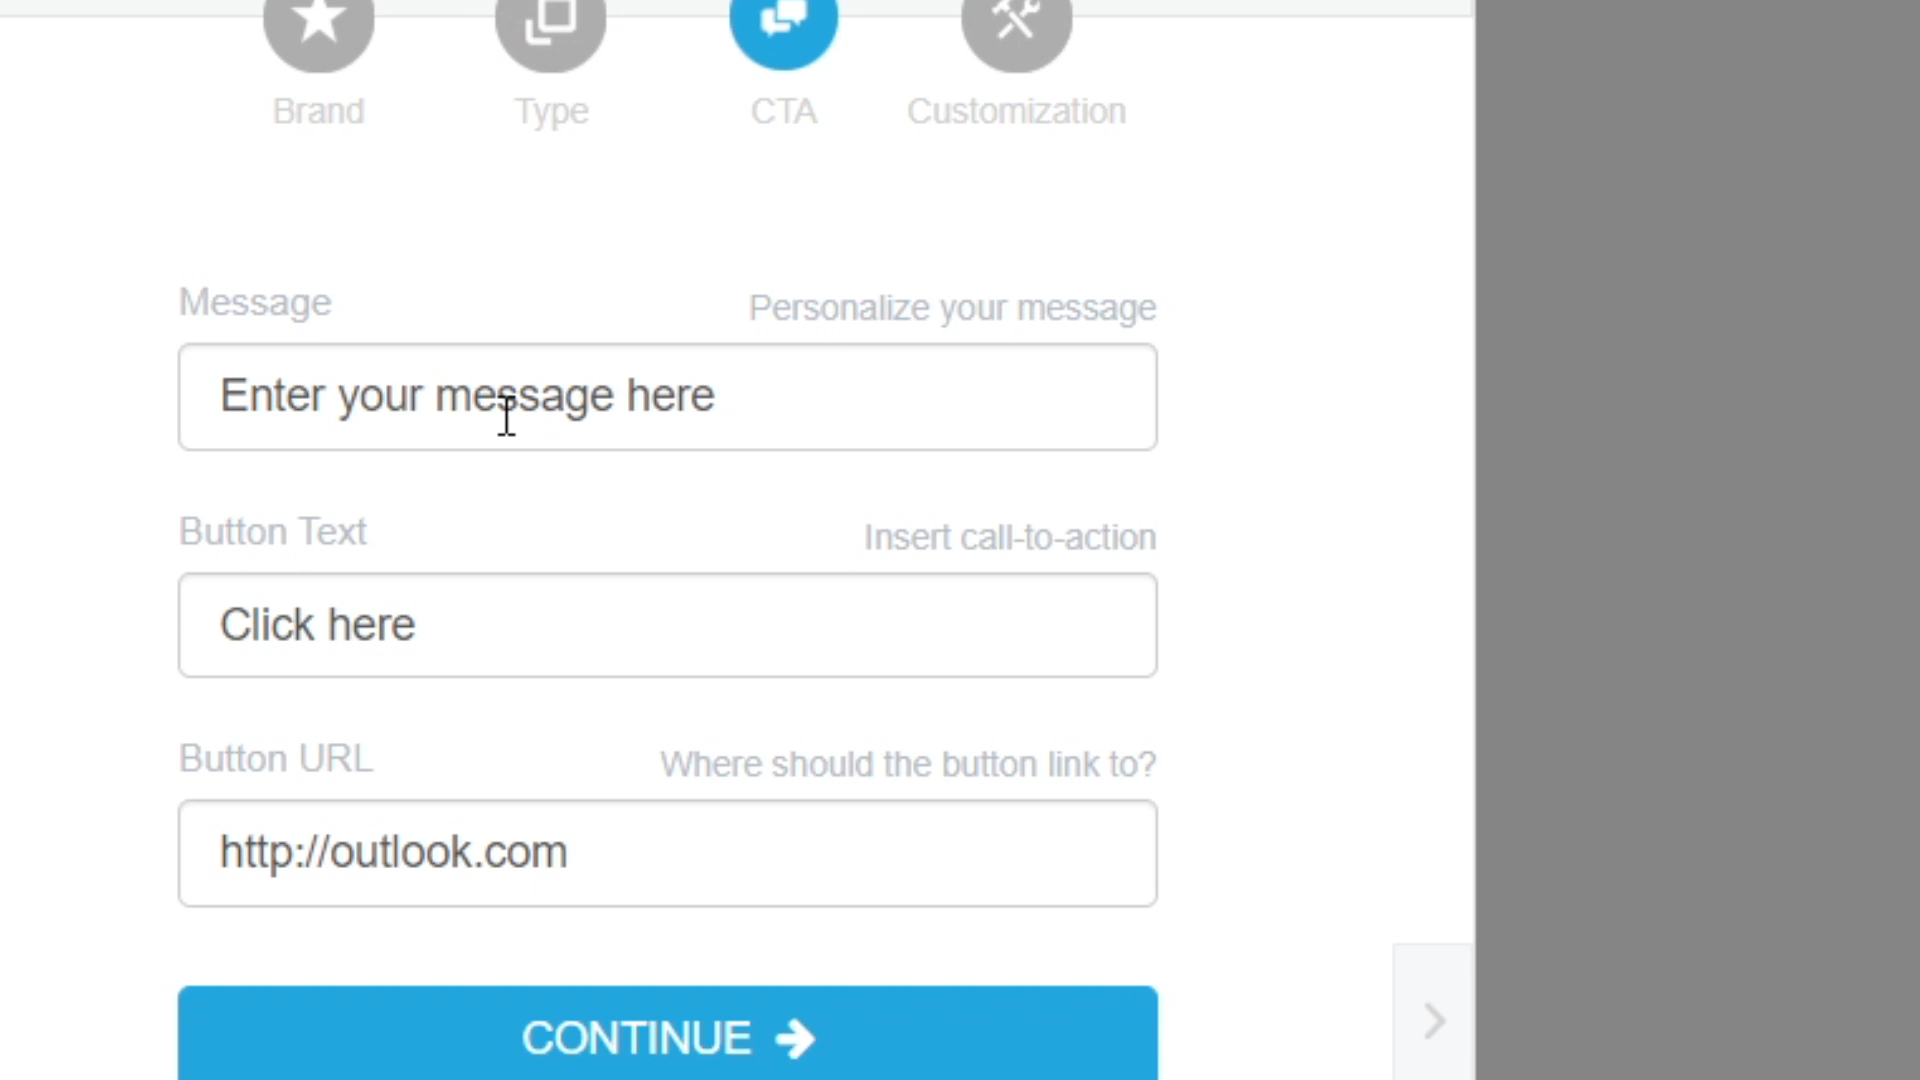 Brand Type CTA Customization
Message Personalize your message
Enter your message here
Button Text Insert call-to-action
Click here
Button URL Where should the button link to?
http://outlook.com
CONTINUE